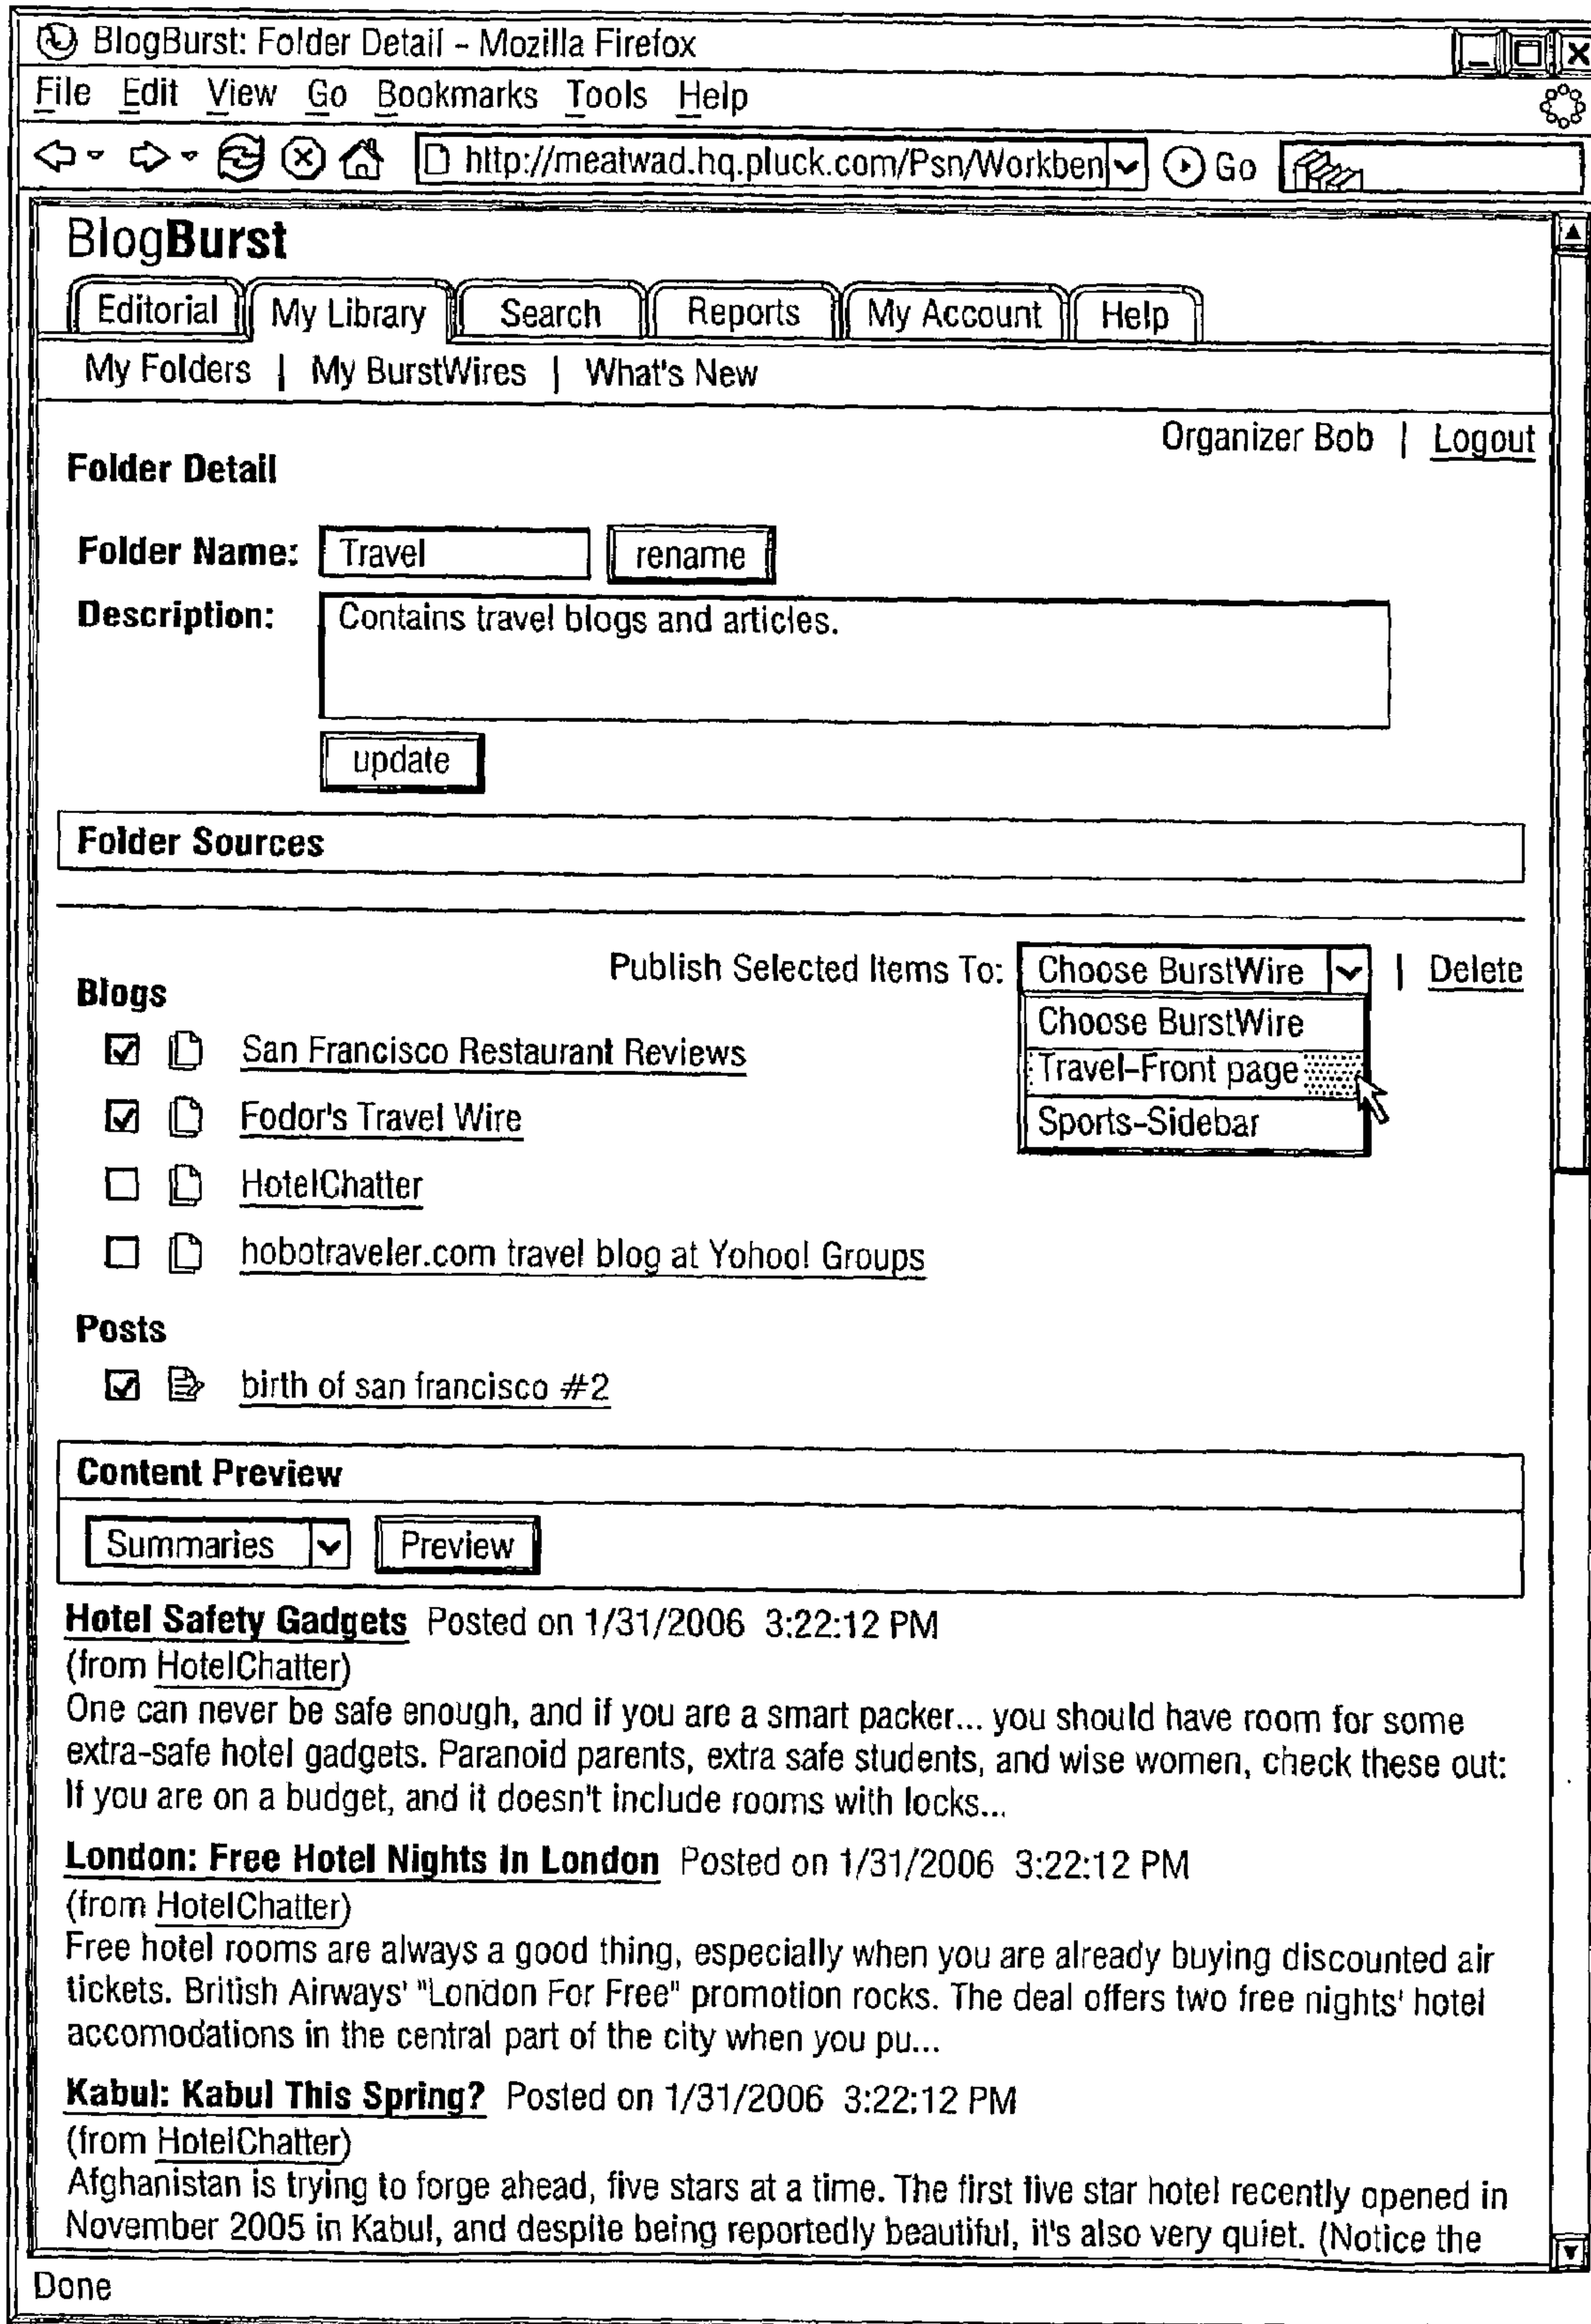 BlogBurst: Folder Detail - Mozilla Firefox
File Edit View Go Bookmarks Tools Help
http://meatwad.hq.pluck.com/Psn/Workben Go
BlogBurst
Editorial My Library Search Reports My Account Help
My Folders | My BurstWires | What's New
Organizer Bob | Logout
Folder Detail
Folder Name: Travel rename
Description: Contains travel blogs and articles.
update
Folder Sources
Publish Selected Items To: Choose BurstWire | Delete
Blogs
Choose BurstWire
San Francisco Restaurant Reviews
Travel-Front page
Fodor's Travel Wire
Sports-Sidebar
HotelChatter
hobotraveler.com travel blog at Yohoo! Groups
Posts
birth of san francisco #2
Content Preview
Summaries Preview
Hotel Safety Gadgets Posted on 1/31/2006 3:22:12 PM
(from HotelChatter)
One can never be safe enough, and if you are a smart packer... you should have room for some
extra-safe hotel gadgets. Paranoid parents, extra safe students, and wise women, check these out:
If you are on a budget, and it doesn't include rooms with locks...
London: Free Hotel Nights In London Posted on 1/31/2006 3:22:12 PM
(from HotelChatter)
Free hotel rooms are always a good thing, especially when you are already buying discounted air
tickets. British Airways' "London For Free" promotion rocks. The deal offers two free nights' hotel
accomodations in the central part of the city when you pu...
Kabul: Kabul This Spring? Posted on 1/31/2006 3:22:12 PM
(from HotelChatter)
Afghanistan is trying to forge ahead, five stars at a time. The first five star hotel recently opened in
November 2005 in Kabul, and despite being reportedly beautiful, it's also very quiet. (Notice the
Done